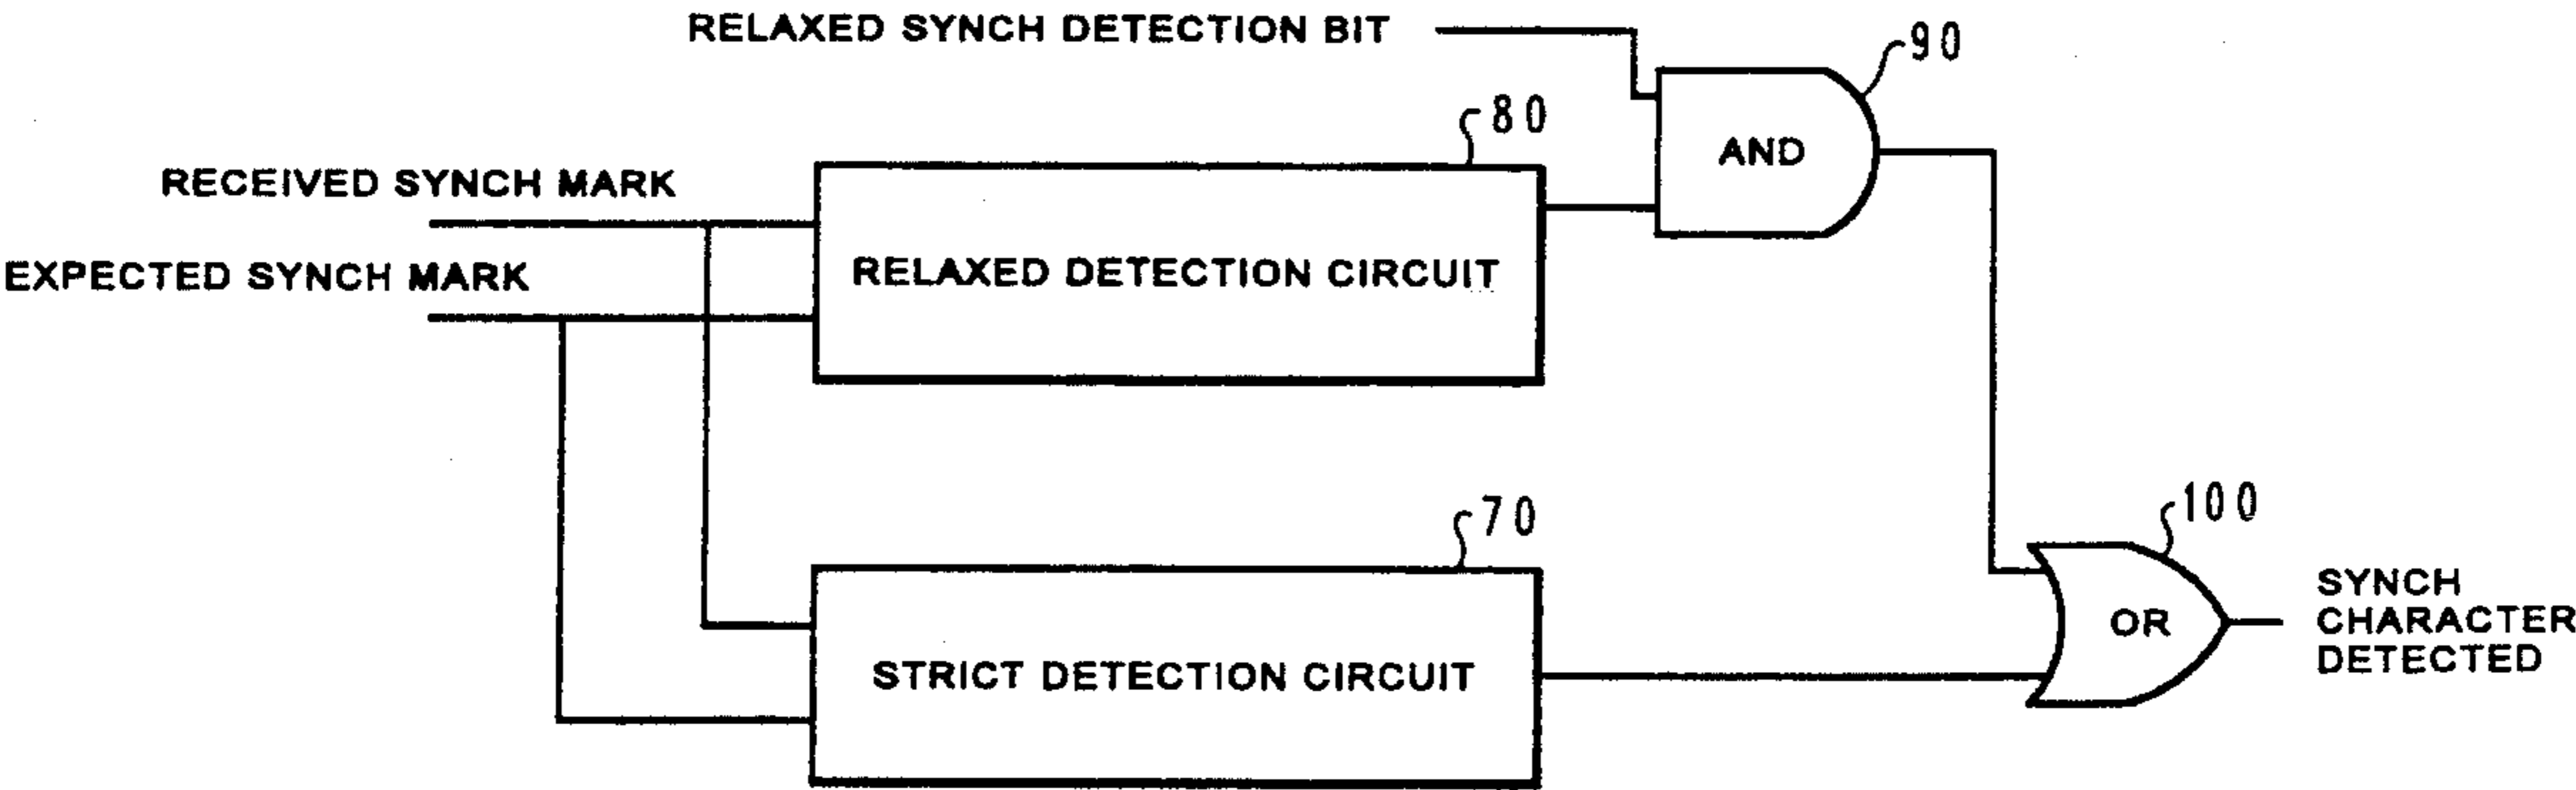 RELAXED SYNCH DETECTION BIT
90
80
AND
RECEIVED SYNCH MARK
EXPECTED SYNCH MARK
RELAXED DETECTION CIRCUIT
70
100
STRICT DETECTION CIRCUIT
OR
SYNCH
CHARACTER
DETECTED